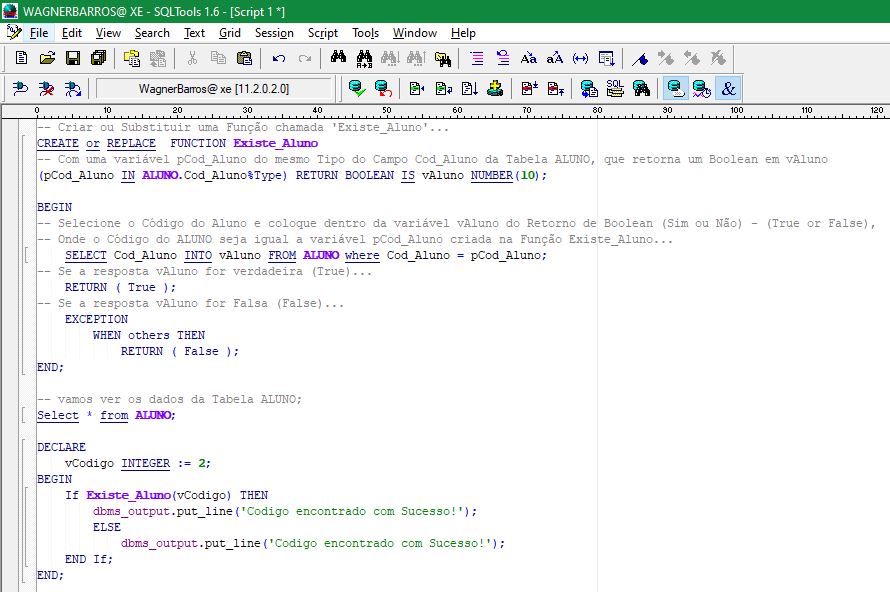 WAGNERBARROS@ XE - SQLTools 1.6 - [Script 1 *]
File Edit View Search Text Grid Session Script Tools Window Help
WagnerBarros@ xe [11.2.0.2.0]
0 10 20 30 40 50 60 70 80 90 100 110 120
-- Criar ou Substituir uma Função chamada 'Existe_Aluno'...
CREATE or REPLACE  FUNCTION Existe_Aluno
-- Com uma variável pCod_Aluno do mesmo Tipo do Campo Cod_Aluno da Tabela ALUNO, que retorna um Boolean em vAluno
(pCod_Aluno IN ALUNO.Cod_Aluno%Type) RETURN BOOLEAN IS vAluno NUMBER(10);
BEGIN
-- Selecione o Código do Aluno e coloque dentro da variável vAluno do Retorno de Boolean (Sim ou Não) - (True or False),
-- Onde o Código do ALUNO seja igual a variável pCod_Aluno criada na Função Existe_Aluno...
SELECT Cod_Aluno INTO vAluno FROM ALUNO where Cod_Aluno = pCod_Aluno;
-- Se a resposta vAluno for verdadeira (True)...
RETURN ( True );
-- Se a resposta vAluno for Falsa (False)...
EXCEPTION
WHEN others THEN
RETURN ( False );
END;
-- vamos ver os dados da Tabela ALUNO;
Select * from ALUNO;
DECLARE
vCodigo INTEGER := 2;
BEGIN
If Existe_Aluno(vCodigo) THEN
dbms_output.put_line('Codigo encontrado com Sucesso!');
ELSE
dbms_output.put_line('Codigo encontrado com Sucesso!');
END If;
END;